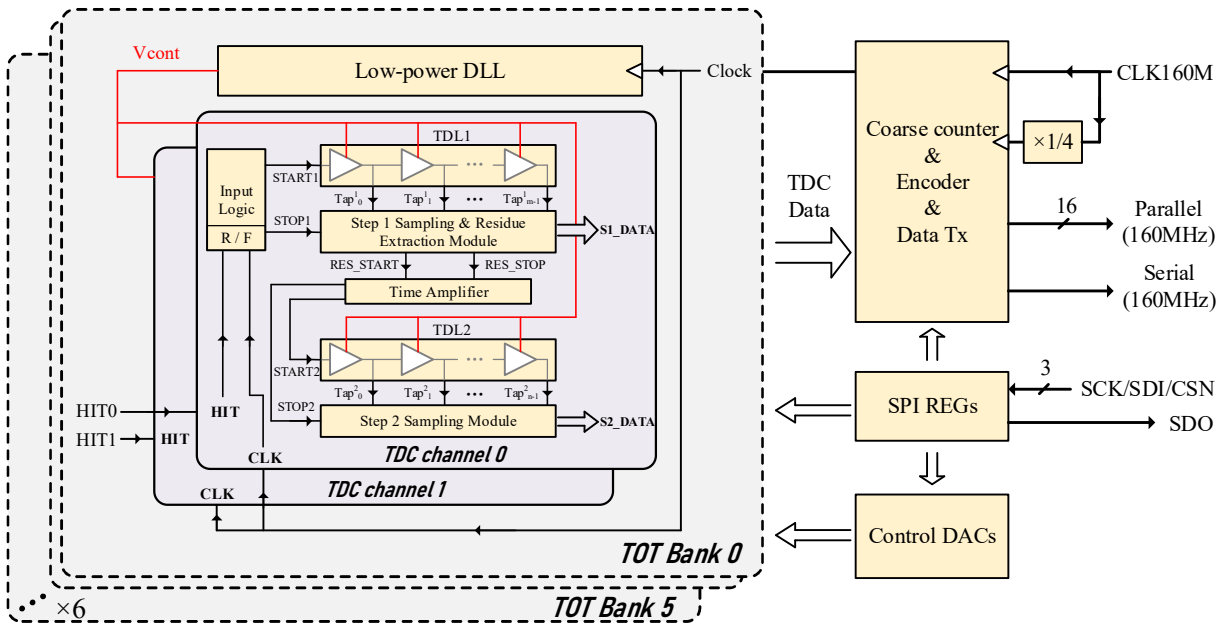 Vcont
Low-power DLL
Clock
CLK160M
TDL1
Input
Logic
R / F
START1
STOP1
Tap¹₀
Tap¹₁
...
Tap¹ₘ₋₁
Step 1 Sampling & Residue
Extraction Module
S1_DATA
RES_START
RES_STOP
Time Amplifier
TDL2
START2
STOP2
Tap²₀
Tap²₁
...
Tap²ₙ₋₁
Step 2 Sampling Module
S2_DATA
HIT0
HIT1
HIT
HIT
CLK
CLK
TDC channel 0
TDC channel 1
TOT Bank 0
TOT Bank 5
×6
TDC
Data
Coarse counter
&
Encoder
&
Data Tx
×1/4
16
Parallel
(160MHz)
Serial
(160MHz)
SPI REGs
3
SCK/SDI/CSN
SDO
Control DACs